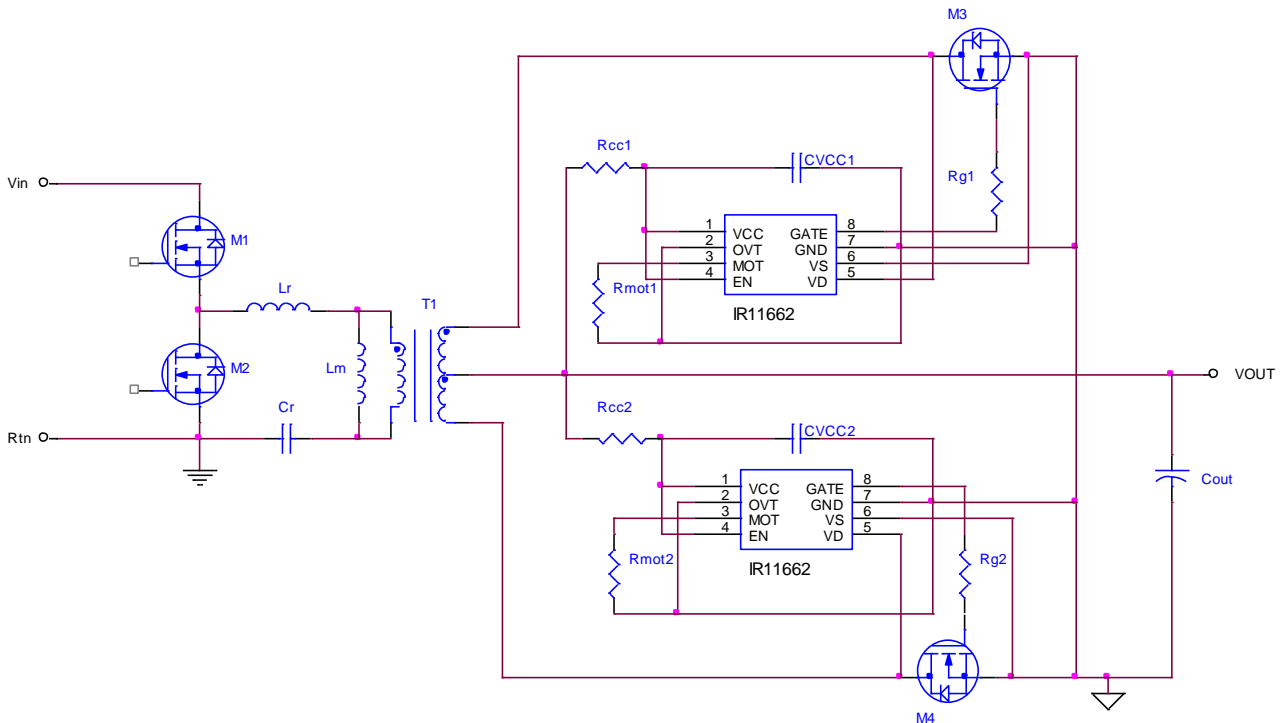 M3
Rcc1
CVCC1
Rg1
Vin
M1
1 VCC GATE 8
2 OVT GND 7
3 MOT VS 6
4 EN VD 5
Rmot1
IR11662
Lr
T1
Lm
M2
VOUT
Cr
Rtn
Rcc2
CVCC2
1 VCC GATE 8
2 OVT GND 7
3 MOT VS 6
4 EN VD 5
Rmot2
IR11662
Rg2
Cout
M4